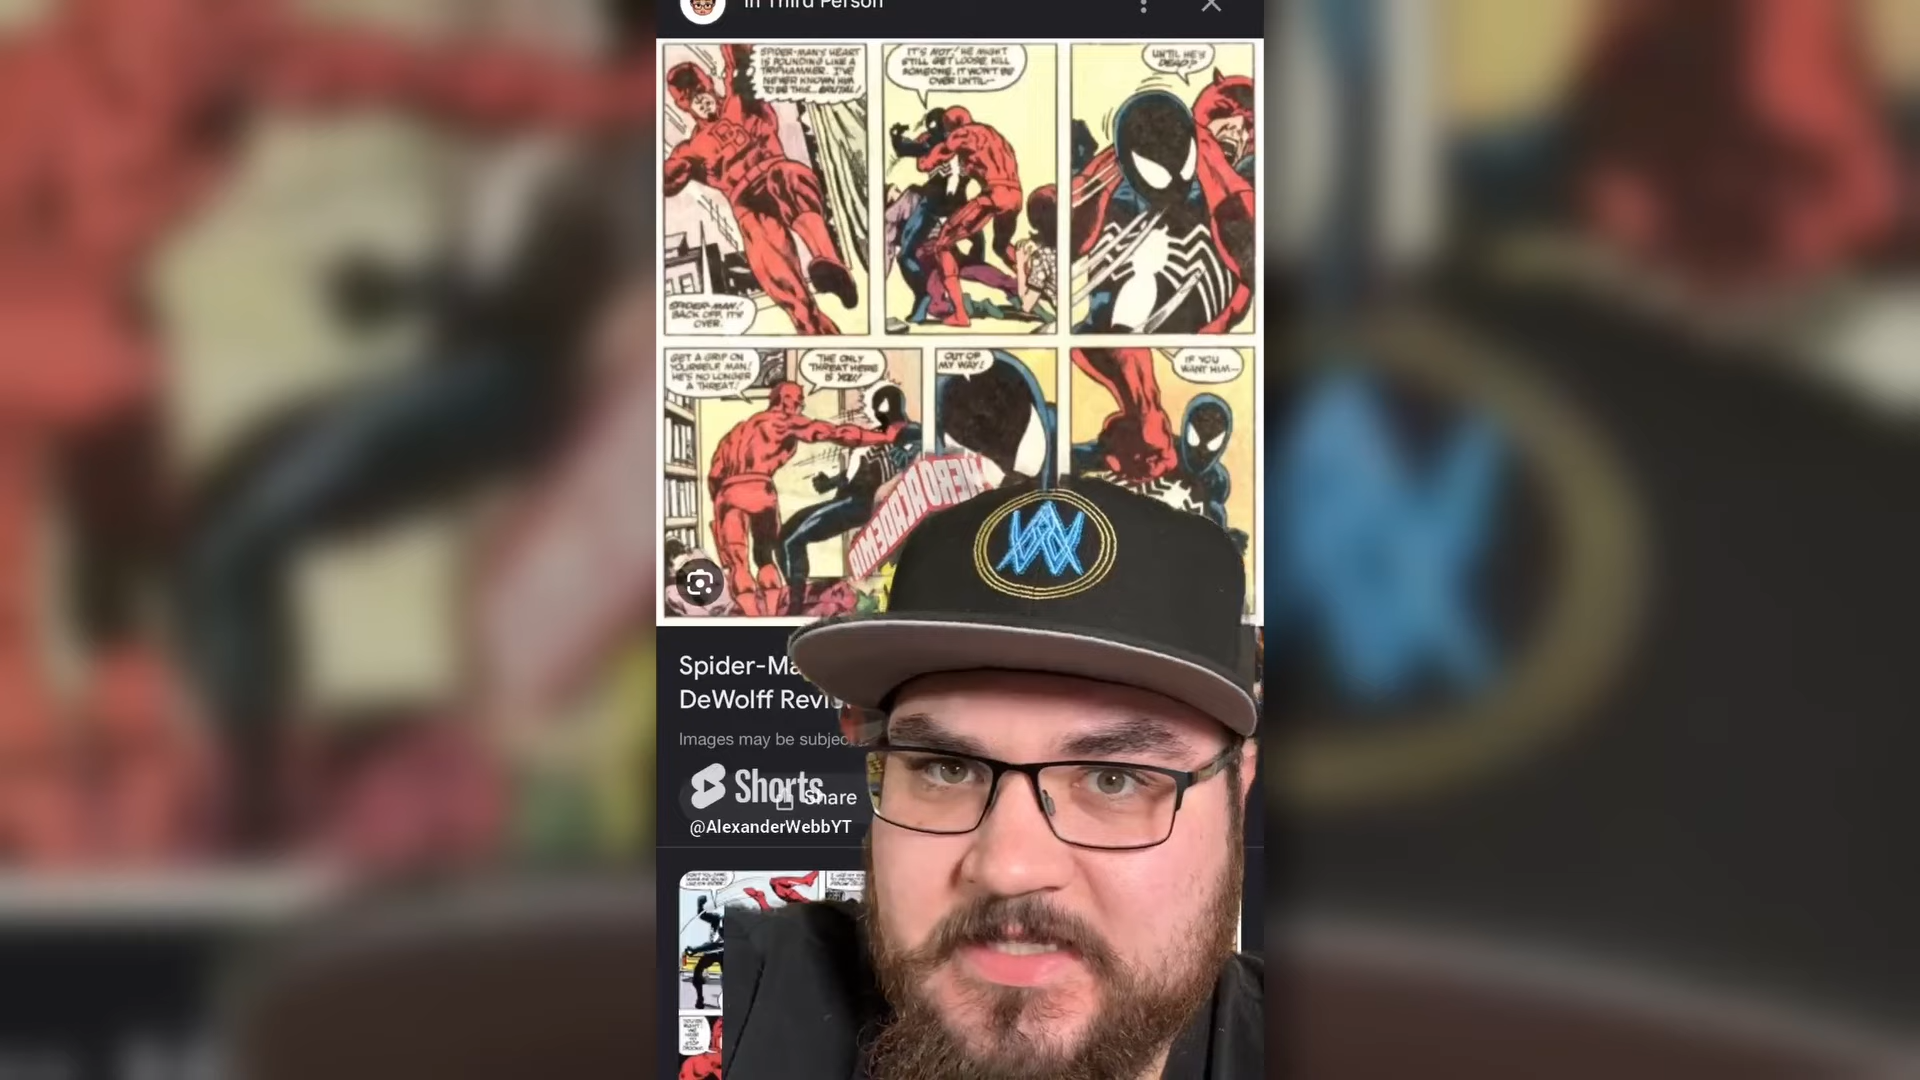 In Third Person
SPIDER-MAN'S HEART
IS POUNDING LIKE A
TRIPHAMMER. I'VE
NEVER KNOWN HIM
TO BE THIS...BRUTAL!
SPIDER-MAN!
BACK OFF. IT'S
OVER.
IT'S NOT! HE MIGHT
STILL GET LOOSE, KILL
SOMEONE. IT WON'T BE
OVER UNTIL--
UNTIL HE'S
DEAD?
GET A GRIP ON
YOURSELF, MAN!
HE'S NO LONGER
A THREAT!
THE ONLY
THREAT HERE
IS YOU!
OUT OF
MY WAY!
IF YOU
WANT HIM--
HERO ACADEMIA
Spider-Ma
DeWolff Revi
Images may be subjec
Shorts
Share
@AlexanderWebbYT